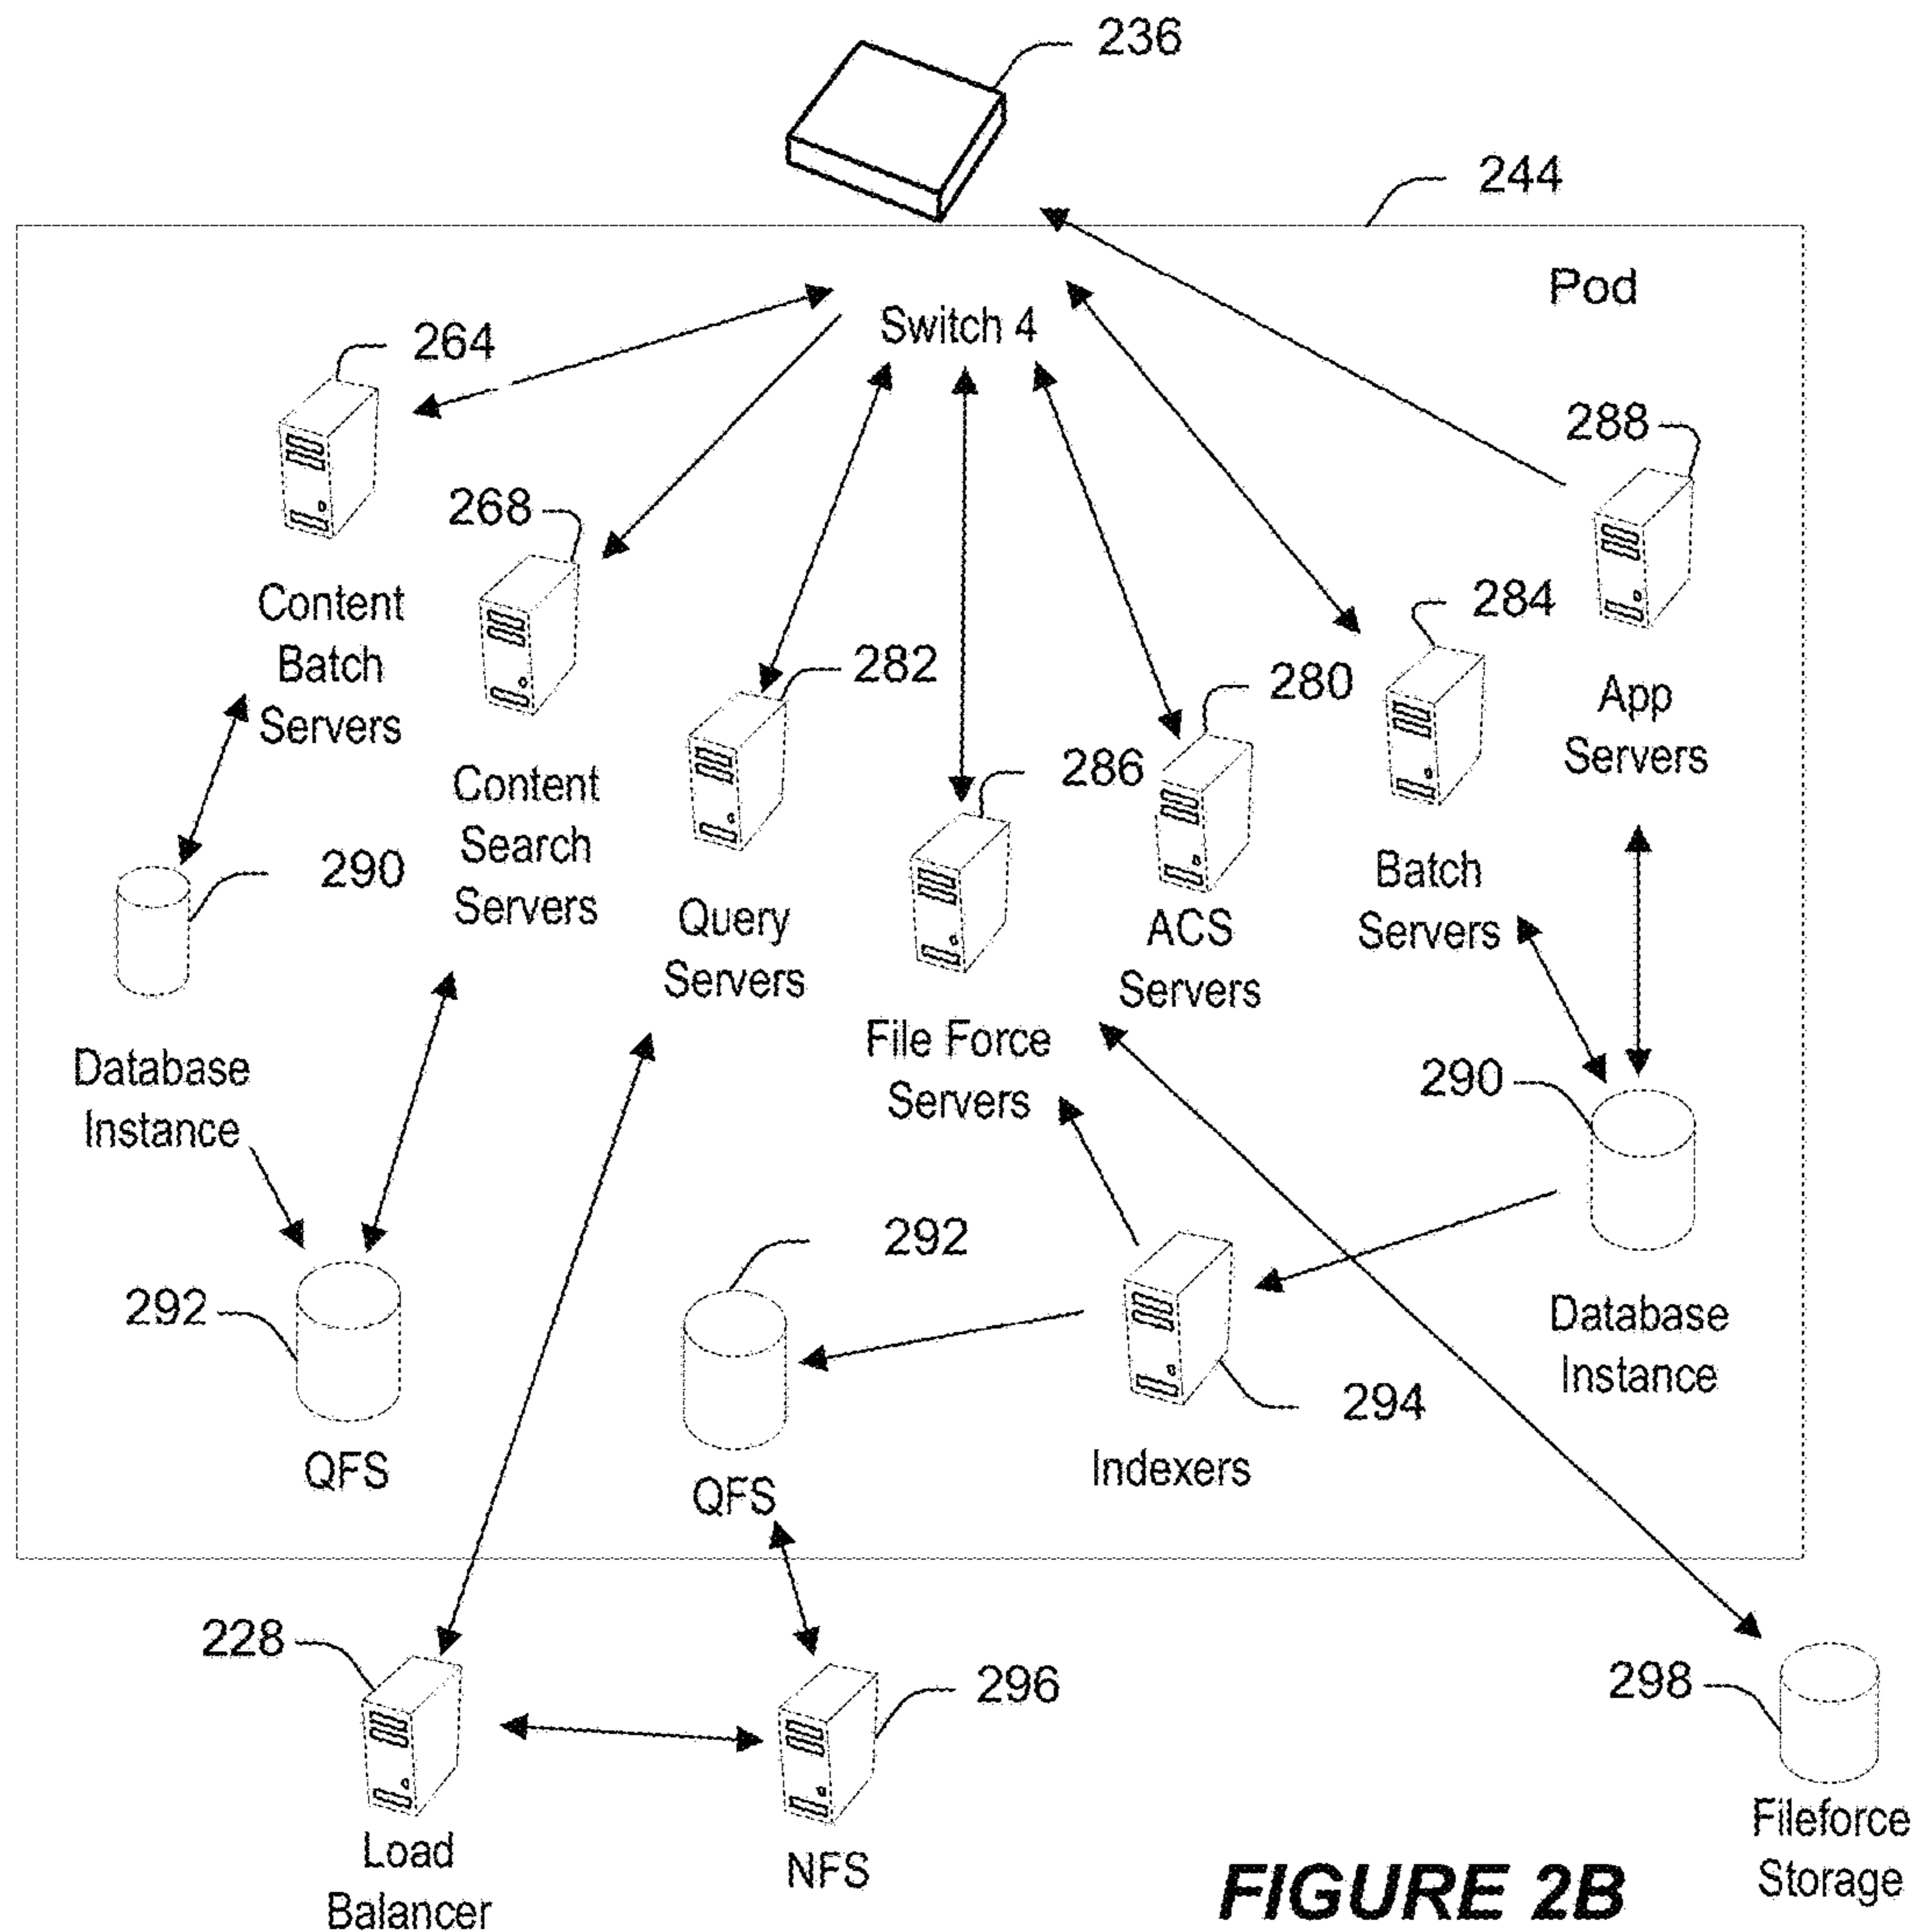 236
244
Pod
Switch 4
264
288
268
Content
Batch
Servers
284
282
280
App
Servers
286
Content
Search
Servers
290
Batch
Servers
Query
Servers
ACS
Servers
File Force
Servers
Database
Instance
290
292
292
Database
Instance
294
QFS
QFS
Indexers
228
296
298
Load
Balancer
NFS
Fileforce
Storage
FIGURE 2B